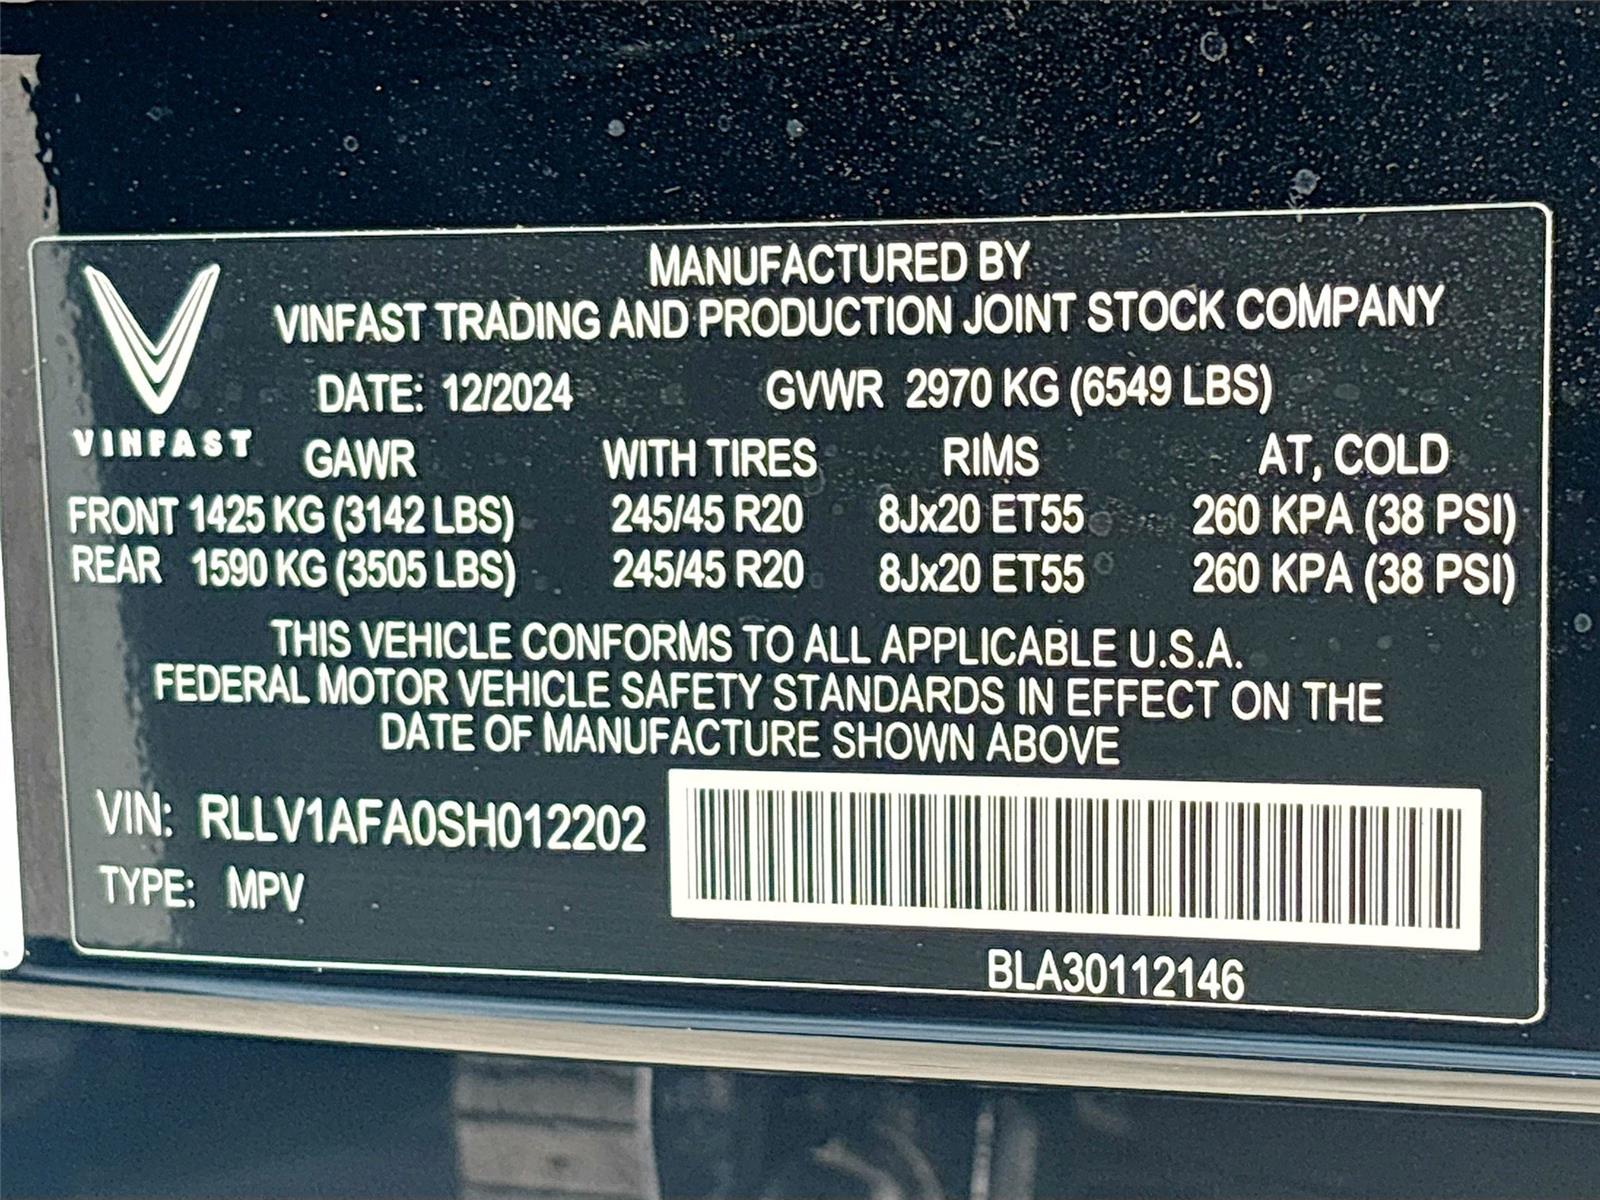 MANUFACTURED BY
VINFAST TRADING AND PRODUCTION JOINT STOCK COMPANY
DATE: 12/2024 GVWR 2970 KG (6549 LBS)
VINFAST
GAWR WITH TIRES RIMS AT, COLD
FRONT 1425 KG (3142 LBS) 245/45 R20 8Jx20 ET55 260 KPA (38 PSI)
REAR 1590 KG (3505 LBS) 245/45 R20 8Jx20 ET55 260 KPA (38 PSI)
THIS VEHICLE CONFORMS TO ALL APPLICABLE U.S.A.
FEDERAL MOTOR VEHICLE SAFETY STANDARDS IN EFFECT ON THE
DATE OF MANUFACTURE SHOWN ABOVE
VIN: RLLV1AFA0SH012202
TYPE: MPV
BLA30112146